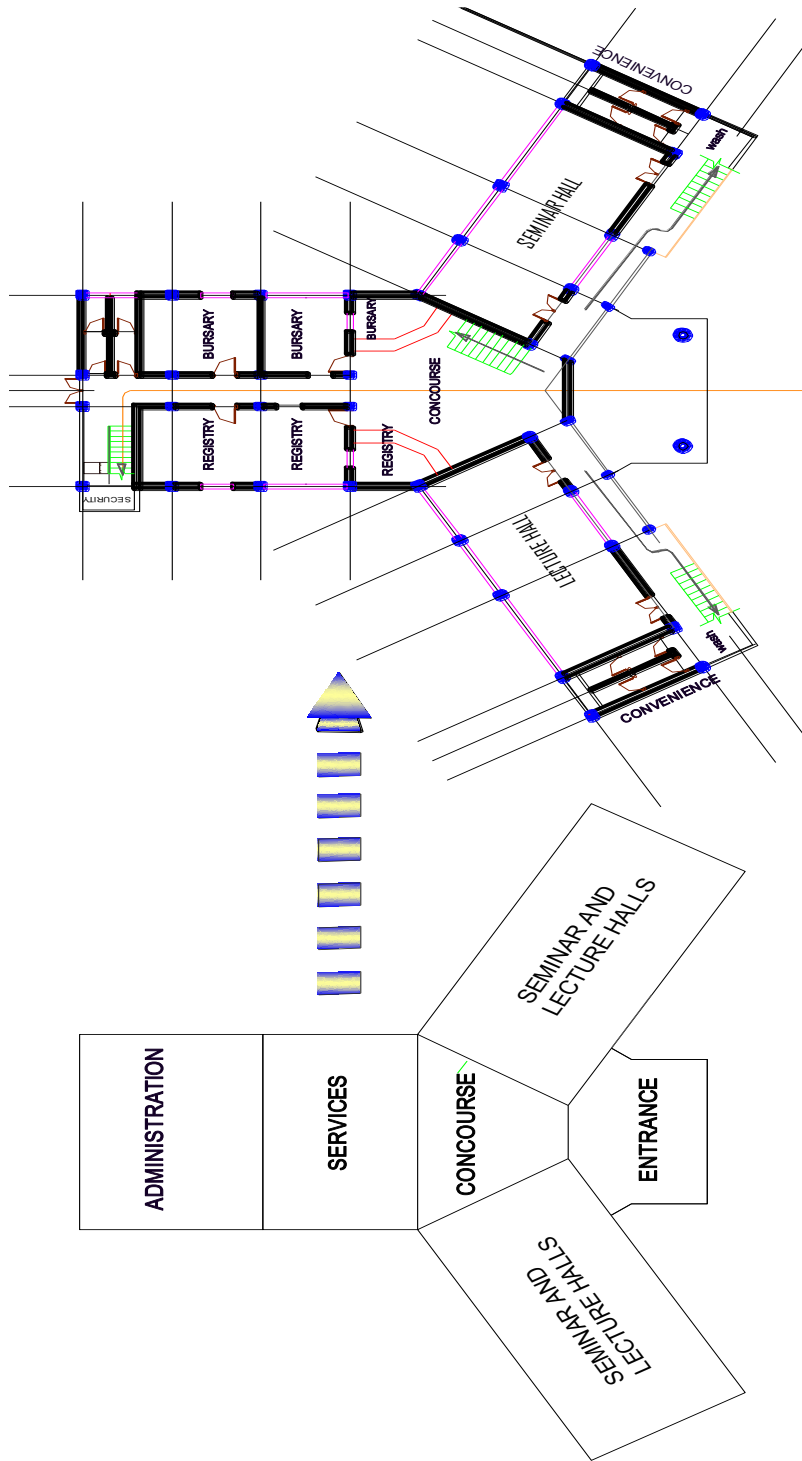 CONVENIENCE
wash
SEMINAIR HALL
BURSARY
BURSARY
BURSARY
CONCOURSE
REGISTRY
REGISTRY
REGISTRY
SECURITY
LECTURE HALL
wash
CONVENIENCE
ADMINISTRATION
SERVICES
CONCOURSE
ENTRANCE
SEMINAR AND
LECTURE HALLS
SEMINAR AND
LECTURE HALLS